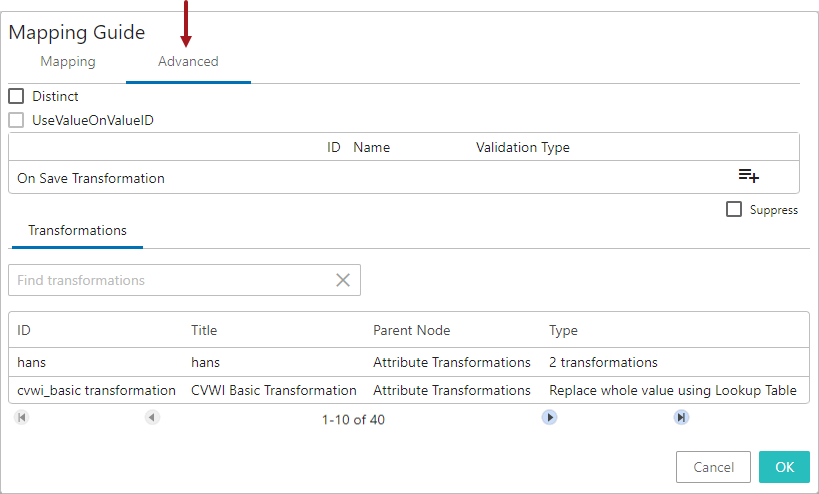 Mapping Guide
Mapping Advanced
Distinct
UseValueOnValueID
ID Name Validation Type
On Save Transformation
Suppress
Transformations
Find transformations
ID Title Parent Node Type
hans hans Attribute Transformations 2 transformations
cvwi_basic transformation CVWI Basic Transformation Attribute Transformations Replace whole value using Lookup Table
1-10 of 40
Cancel OK